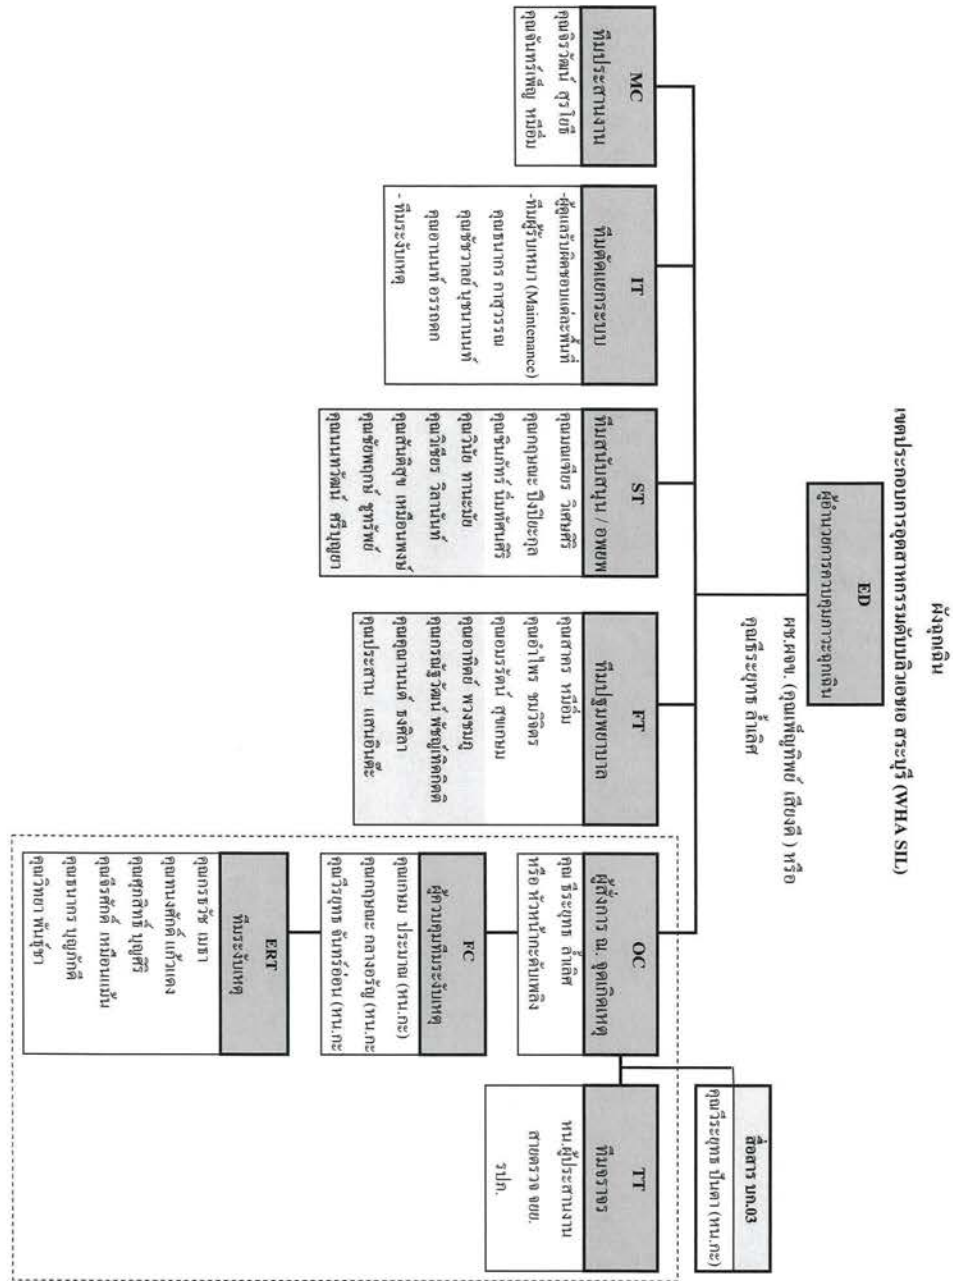 ผังฉุกเฉิน
เขตประกอบการอุตสาหกรรมดับบลิวเอชเอ สระบุรี (WHA SIL)
ED
ผู้อำนวยการควบคุมภาวะฉุกเฉิน
ผช.ผจข. (คุณเพ็ญทิพย์ เสียงดี ) หรือ
คุณธีระยุทธ ล้ำเลิศ
MC
ทีมประสานงาน
คุณจิรวัฒน์ สุรโยธี
คุณจันทร์เพ็ญ หมีอิ่ม
IT
ทีมตัดแยกระบบ
-ผู้ดูแลรับผิดชอบแต่ละพื้นที่
-ทีมผู้รับเหมา (Maintenance)
คุณธนากร กาสุวรรณ
คุณชัชวาลย์ นุชนานนท์
คุณอานนท์ อรรถดก
- ทีมระงับเหตุ
ST
ทีมสนับสนุน / อพยพ
คุณมณเฑียร วิเศษศิริ
คุณกฤษณะ ปิ่งปิยะกุล
คุณชินภัทร์ นิ่มทัศนศิริ
คุณวินัย ทานะมัย
คุณวิเชียร วิลานันท์
คุณสันติสุข เหมือนพงษ์
คุณชัยพฤกษ์ ชูทรัพย์
คุณนนทวัฒน์ ศรีบุญยา
FT
ทีมปฐมพยาบาล
คุณสาคร หมีอิ่ม
คุณอำไพร ชมวิจิตร
คุณอมรรัตน์ สุขเกษม
คุณอาทิตย์ พวงชมภู
คุณกรณัฐวัฒน์ พัชญ์เทิดกิตติ
คุณคุณานนต์ ธงศิลา
คุณประสาน แสนอินต๊ะ
OC
ผู้สั่งการ ณ. จุดเกิดเหตุ
คุณ ธีระยุทธ ล้ำเลิศ
หรือ หัวหน้ากะดับเพลิง
FC
ผู้ควบคุมทีมระงับเหตุ
คุณเกษม ประมาณ (หน.กะ)
คุณกฤษณะ กลางอรัญ (หน.กะ
คุณวีรยุทธ จันทร์อ่อน (หน.กะ
ERT
ทีมระงับเหตุ
คุณกรธวัช เมธา
คุณทนงศักดิ์ แก้วแดง
คุณศุภสิทธิ์ บุญศิริ
คุณจีรศักดิ์ เหมือนแม้น
คุณธนากร บุญภักดี
คุณวิทยา พันธุ์ชา
สื่อสาร บก.03
คุณวีระยุทธ ปันตา (หน.กะ)
TT
ทีมจราจร
หน.ผู้ประสานงาน
สายตรวจ จยย.
รปภ.